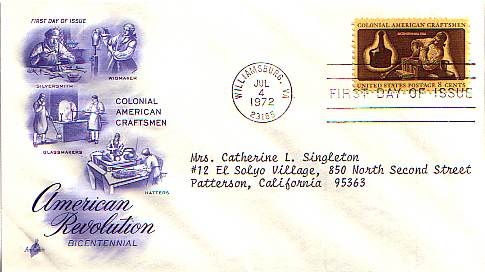 FIRST DAY OF ISSUE
WIGMAKER
SILVERSMITH
COLONIAL
AMERICAN
CRAFTSMEN
GLASSMAKERS
HATTERS
American
Revolution
BICENTENNIAL
WILLIAMSBURG, VA
JUL
4
1972
23185
COLONIAL AMERICAN CRAFTSMEN
UNITED STATES POSTAGE 8 CENTS
FIRST DAY OF ISSUE
Mrs. Catherine L. Singleton
#12 El Solyo Village, 850 North Second Street
Patterson, California 95363